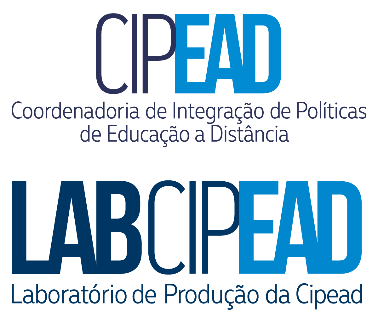 CIPEAD
Coordenadoria de Integração de Políticas
de Educação a Distância
LABCIPEAD
Laboratório de Produção da Cipead